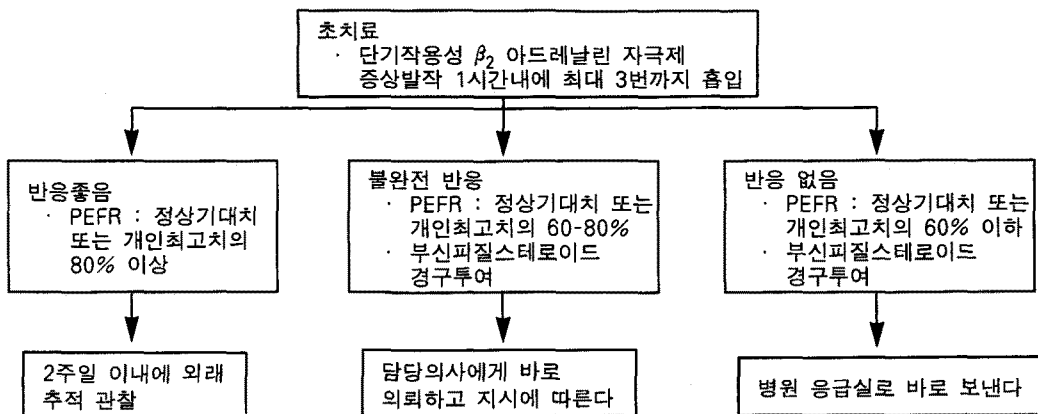 초치료
· 단기작용성 β₂ 아드레날린 자극제
증상발작 1시간내에 최대 3번까지 흡입
반응좋음
· PEFR : 정상기대치
또는 개인최고치의
80% 이상
불완전 반응
· PEFR : 정상기대치 또는
개인최고치의 60-80%
· 부신피질스테로이드
경구투여
반응 없음
· PEFR : 정상기대치 또는
개인최고치의 60% 이하
· 부신피질스테로이드
경구투여
2주일 이내에 외래
추적 관찰
담당의사에게 바로
의뢰하고 지시에 따른다
병원 응급실로 바로 보낸다